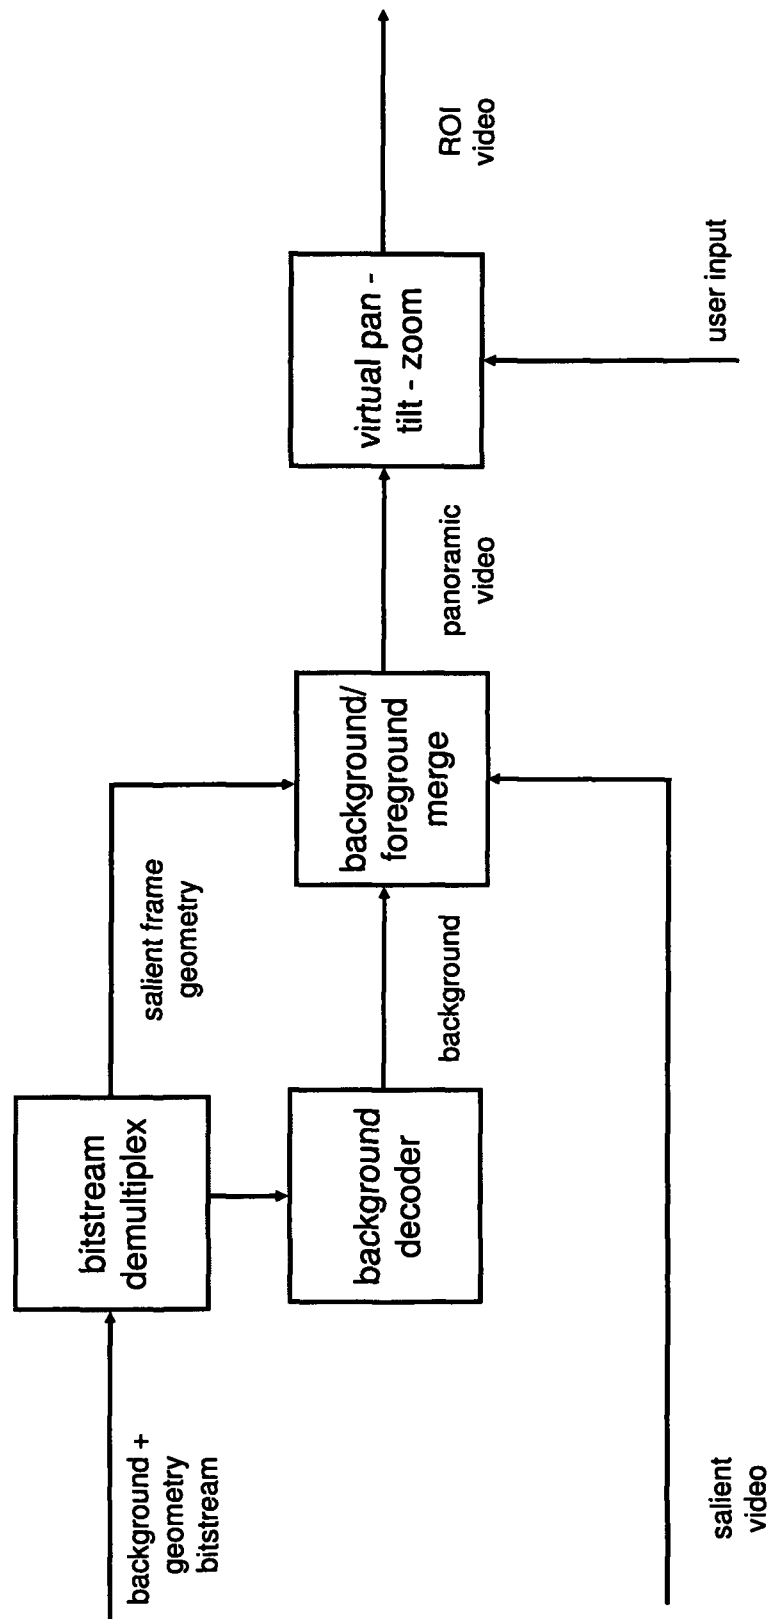 background +
geometry
bitstream
bitstream
demultiplex
salient frame
geometry
background
decoder
background
background/
foreground
merge
panoramic
video
virtual pan -
tilt - zoom
ROI
video
user input
salient
video